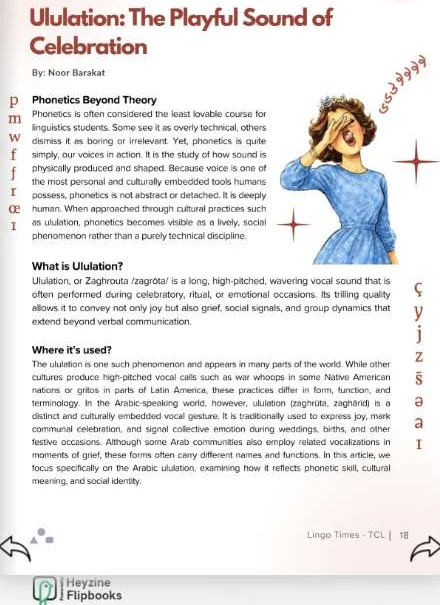 Ululation: The Playful Sound of
Celebration
By: Noor Barakat
p
m
w
f
ʃ
r
œ
ɪ
Phonetics Beyond Theory
Phonetics is often considered the least lovable course for
linguistics students. Some see it as overly technical, others
dismiss it as boring or irrelevant. Yet, phonetics is quite
simply, our voices in action. It is the study of how sound is
physically produced and shaped. Because voice is one of
the most personal and culturally embedded tools humans
possess, phonetics is not abstract or detached. It is deeply
human. When approached through cultural practices such
as ululation, phonetics becomes visible as a lively, social
phenomenon rather than a purely technical discipline.
What is Ululation?
Ululation, or Zaghrouta /zagróta/ is a long, high-pitched, wavering vocal sound that is
often performed during celebratory, ritual, or emotional occasions. Its trilling quality
allows it to convey not only joy but also grief, social signals, and group dynamics that
extend beyond verbal communication.
ç
y
j
z
s̄
ə
a
ɪ
Where it's used?
The ululation is one such phenomenon and appears in many parts of the world. While other
cultures produce high-pitched vocal calls such as war whoops in some Native American
nations or gritos in parts of Latin America, these practices differ in form, function, and
terminology. In the Arabic-speaking world, however, ululation (zaghrūta, zaghārīd) is a
distinct and culturally embedded vocal gesture. It is traditionally used to express joy, mark
communal celebration, and signal collective emotion during weddings, births, and other
festive occasions. Although some Arab communities also employ related vocalizations in
moments of grief, these forms often carry different names and functions. In this article, we
focus specifically on the Arabic ululation, examining how it reflects phonetic skill, cultural
meaning, and social identity.
Lingo Times - TCL | 18
Heyzine
Flipbooks